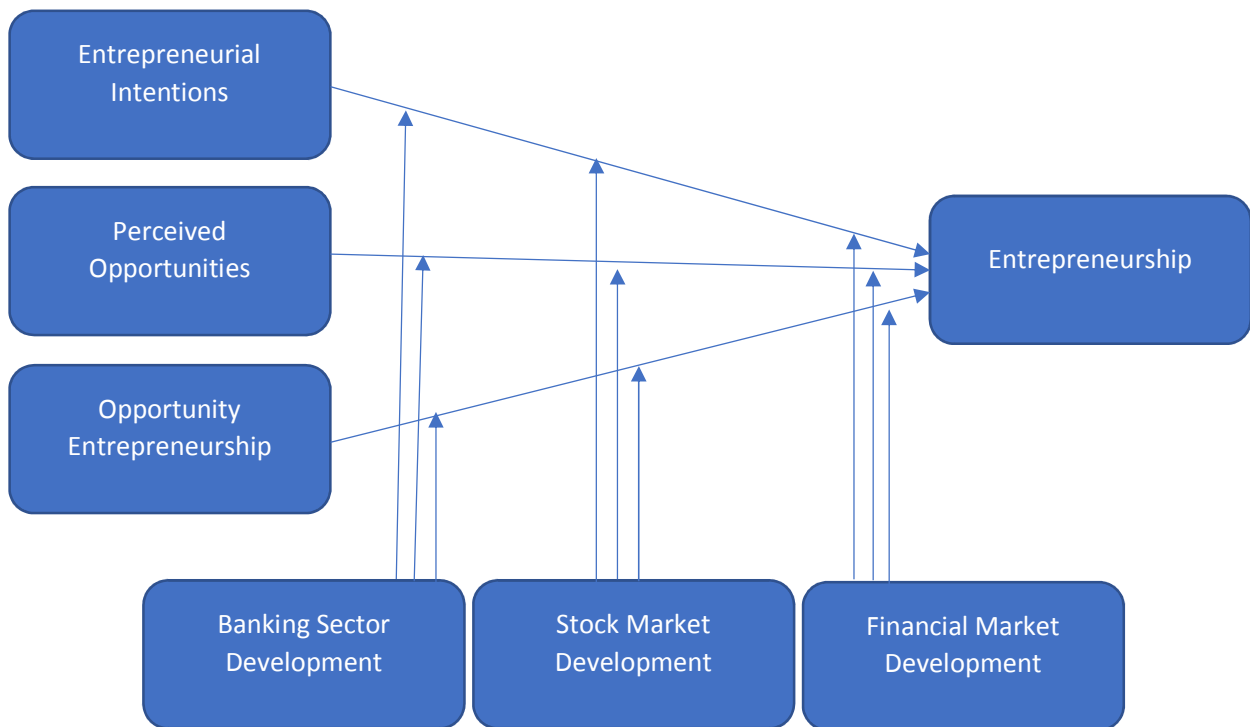 Entrepreneurial
Intentions
Perceived
Opportunities
Entrepreneurship
Opportunity
Entrepreneurship
Banking Sector
Development
Stock Market
Development
Financial Market
Development